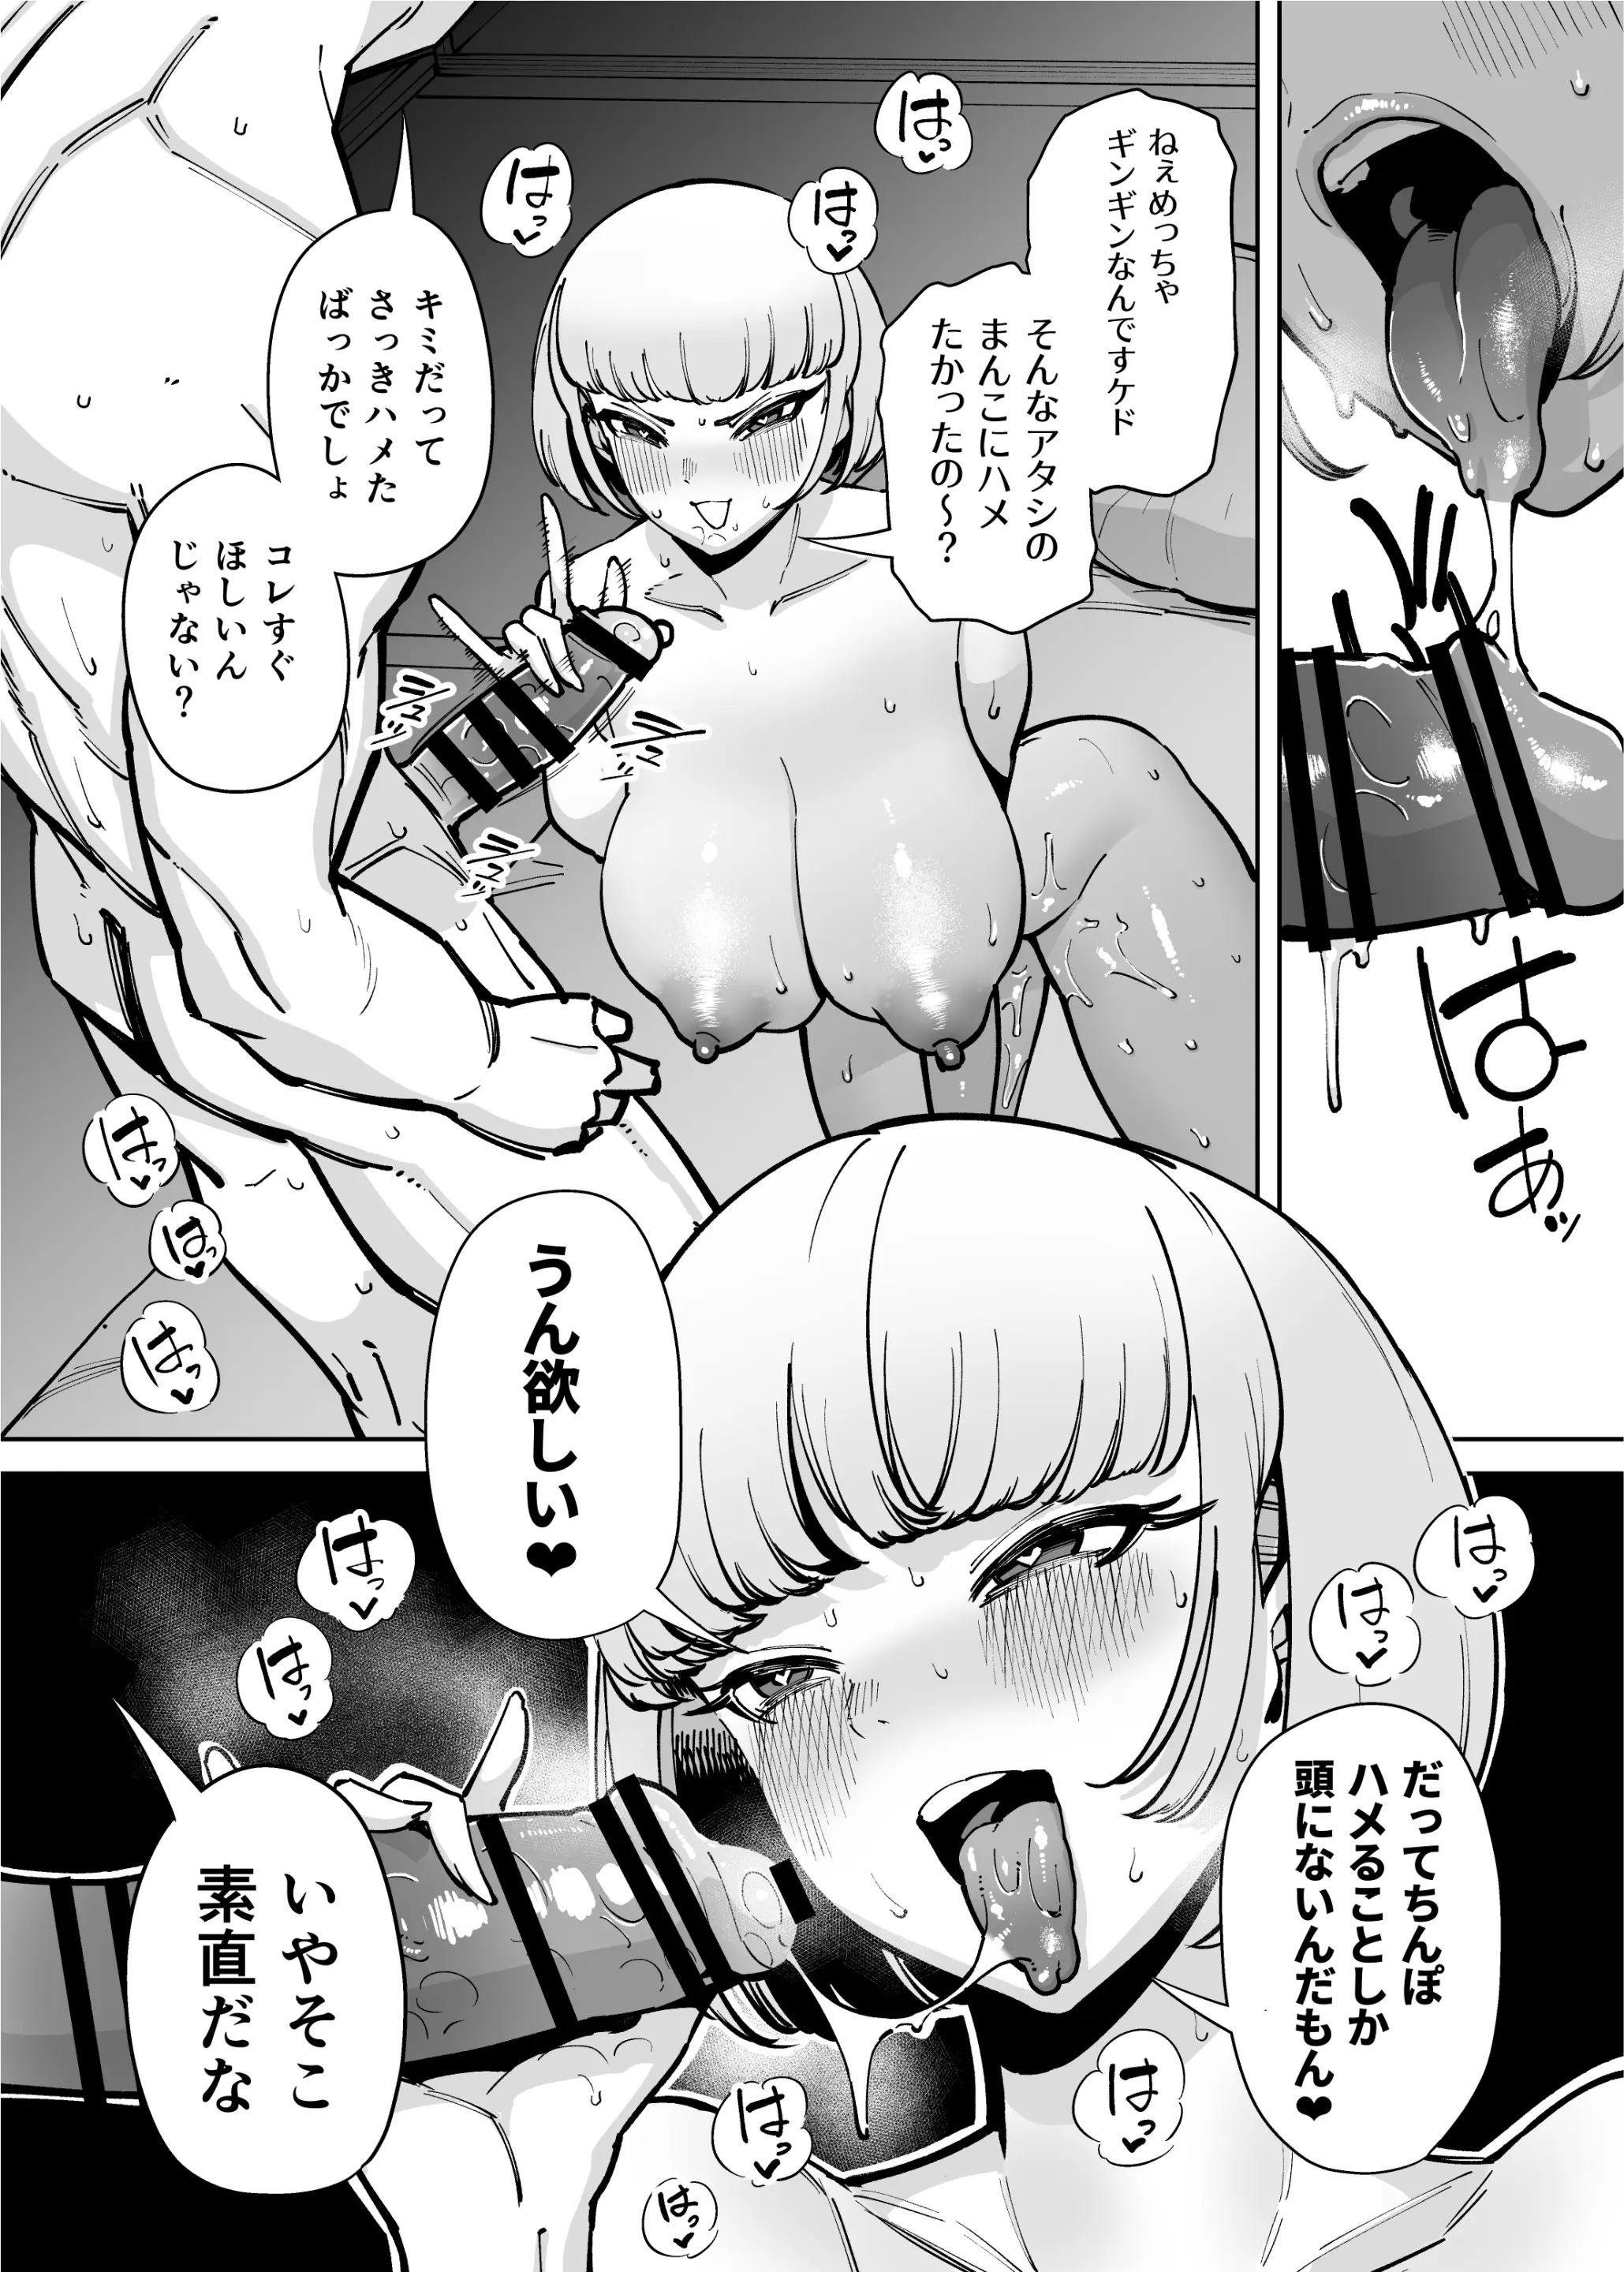 はあッ
ねぇめっちゃ
ギンギンなんですケド
そんなアタシの
まんこにハメ
たかったの～？
はっ♥
はっ♥
はっ♥
キミだって
さっきハメた
ばっかでしょ
コレすぐ
ほしいん
じゃない？
はっ♥
はっ♥
はっ♥
うん欲しい♥
はっ♥
はっ♥
だってちんぽ
ハメることしか
頭にないんだもん♥
はっ♥
はっ♥
はっ♥
はっ♥
はっ♥
いやそこ
素直だな